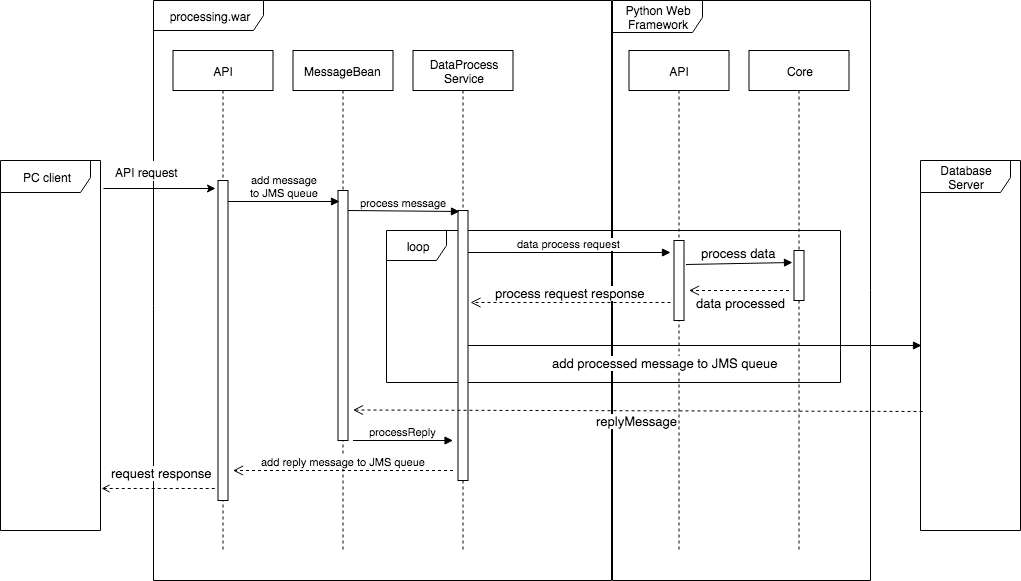 processing.war
Python Web
Framework
API
MessageBean
DataProcess
Service
API
Core
PC client
Database
Server
API request
add message
to JMS queue
process message
loop
data process request
process data
process request response
data processed
add processed message to JMS queue
replyMessage
processReply
add reply message to JMS queue
request response